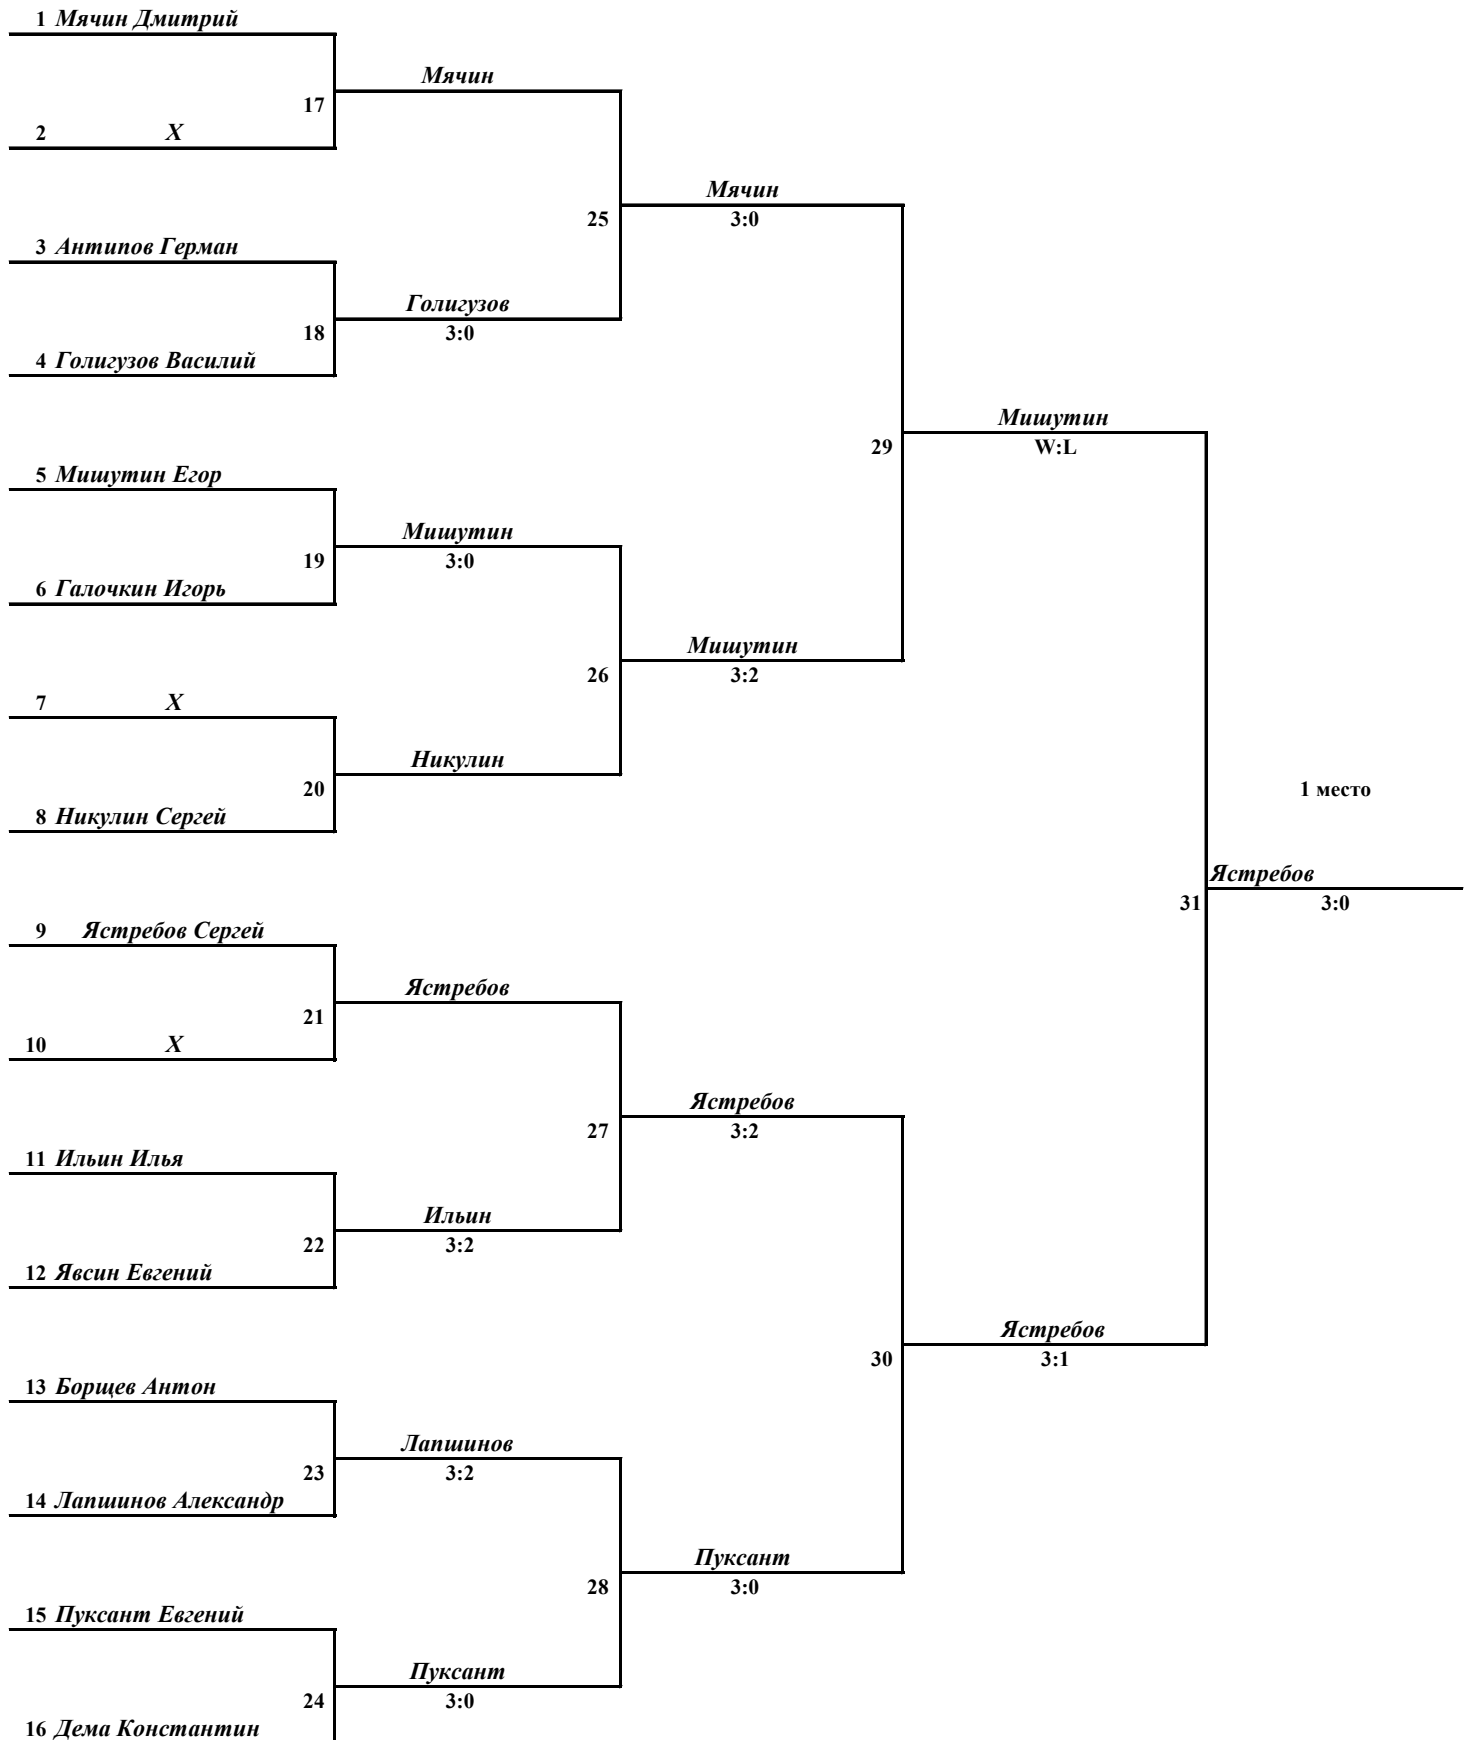 1 Мячин Дмитрий
Мячин
17
2 X
Мячин
25 3:0
3 Антипов Герман
Голигузов
18 3:0
4 Голигузов Василий
Мишутин
29 W:L
5 Мишутин Егор
Мишутин
19 3:0
6 Галочкин Игорь
Мишутин
26 3:2
7 X
Никулин
20 1 место
8 Никулин Сергей
Ястребов
31 3:0
9 Ястребов Сергей
Ястребов
21
10 X
Ястребов
27 3:2
11 Ильин Илья
Ильин
22 3:2
12 Явсин Евгений
Ястребов
30 3:1
13 Борщев Антон
Лапшинов
23 3:2
14 Лапшинов Александр
Пуксант
28 3:0
15 Пуксант Евгений
Пуксант
24 3:0
16 Дема Константин